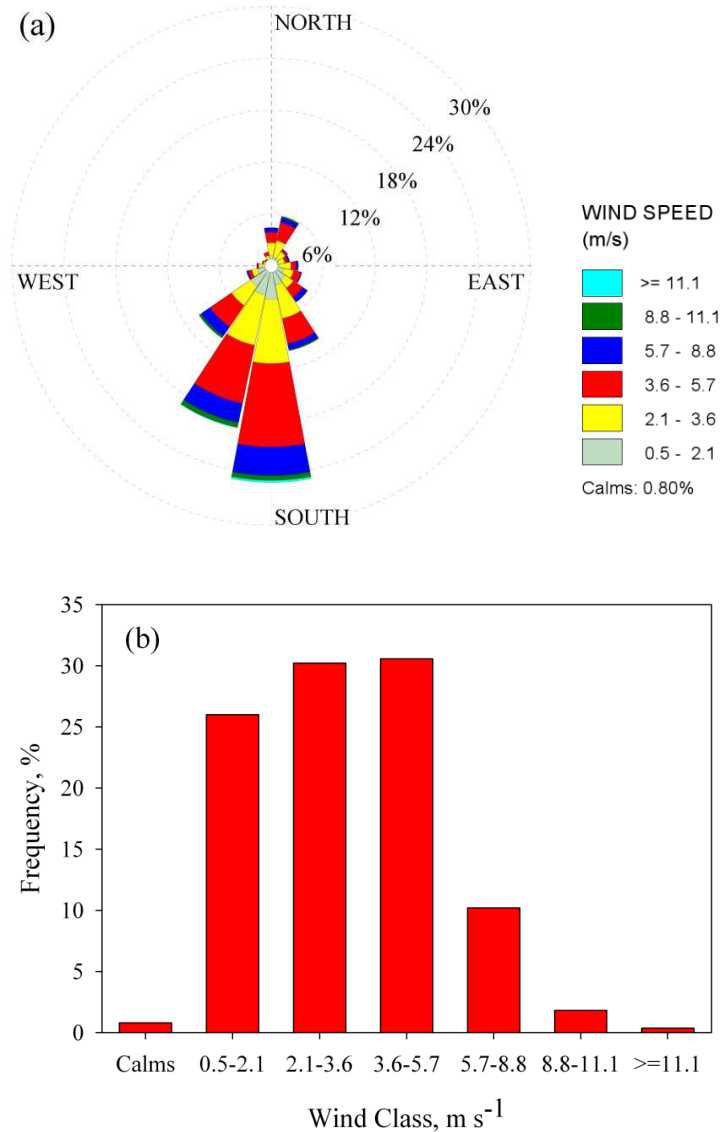 (a)
NORTH
30%
24%
18%
12%
6%
WEST
EAST
SOUTH
WIND SPEED
(m/s)
>= 11.1
8.8 - 11.1
5.7 - 8.8
3.6 - 5.7
2.1 - 3.6
0.5 - 2.1
Calms: 0.80%
(b)
35
30
25
20
15
10
5
0
Frequency, %
Calms 0.5-2.1 2.1-3.6 3.6-5.7 5.7-8.8 8.8-11.1 >=11.1
Wind Class, m s-1